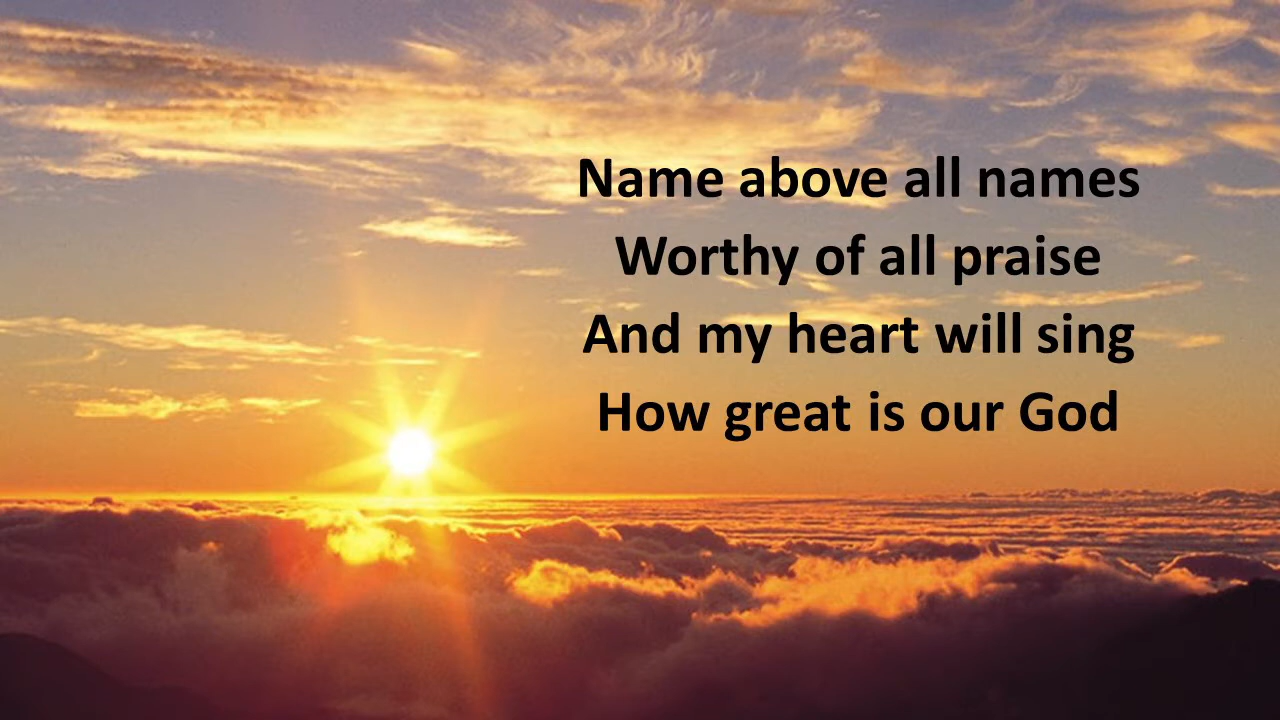 Name above all names
Worthy of all praise
And my heart will sing
How great is our God